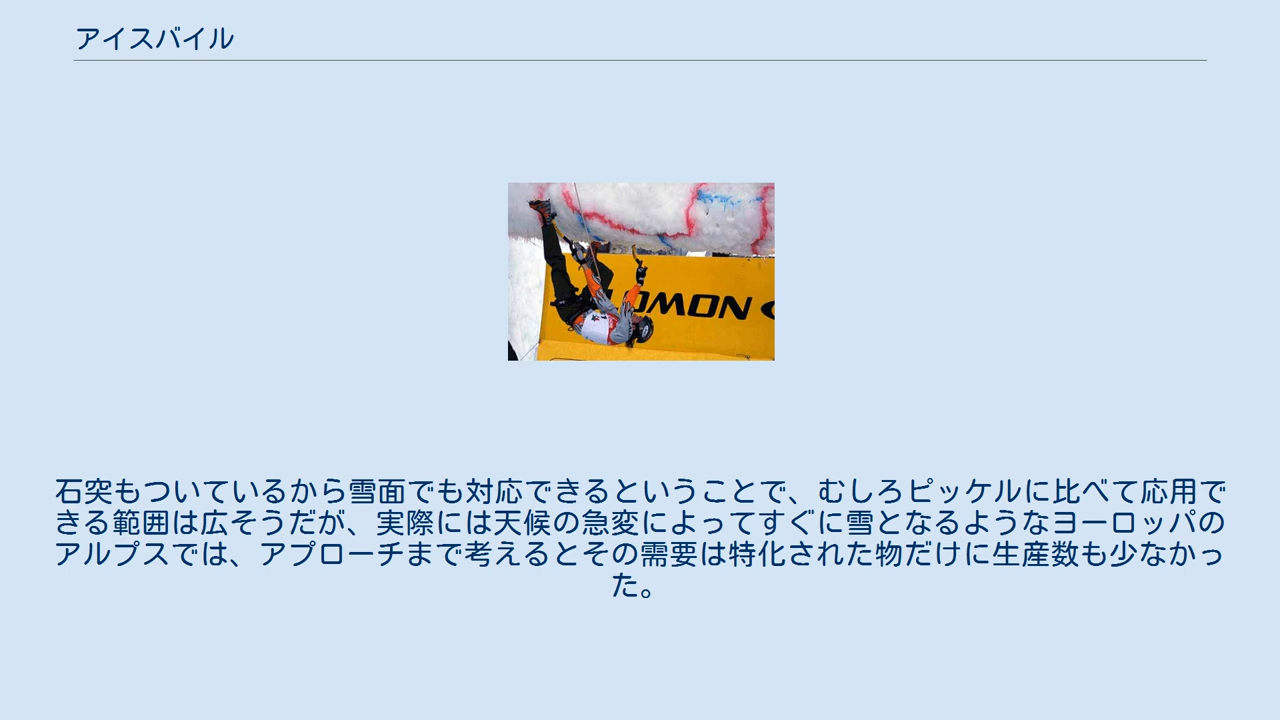 アイスバイル
OMON
石突もついているから雪面でも対応できるということで、むしろピッケルに比べて応用で
きる範囲は広そうだが、実際には天候の急変によってすぐに雪となるようなヨーロッパの
アルプスでは、アプローチまで考えるとその需要は特化された物だけに生産数も少なかっ
た。